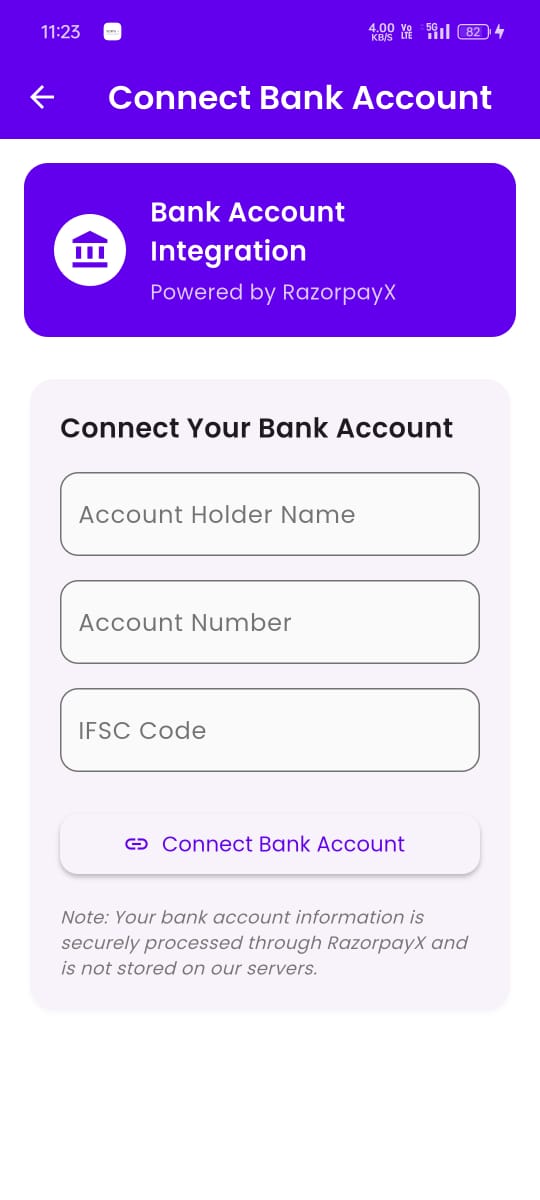 11:23
4.00 KB/S Vo LTE 5G 82
Connect Bank Account
Bank Account
Integration
Powered by RazorpayX
Connect Your Bank Account
Account Holder Name
Account Number
IFSC Code
Connect Bank Account
Note: Your bank account information is
securely processed through RazorpayX and
is not stored on our servers.